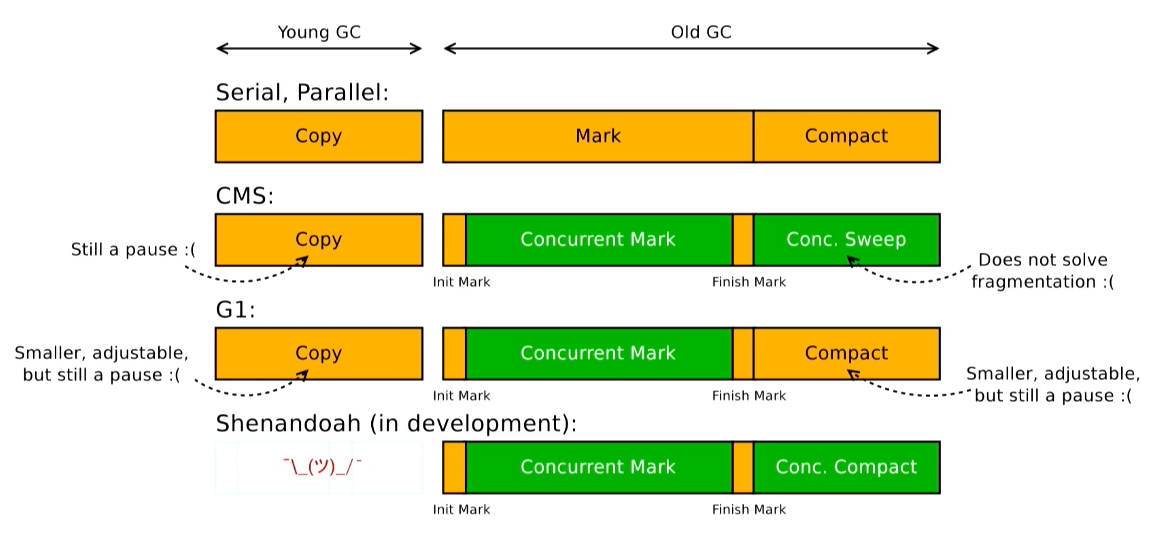 Young GC
Old GC
Serial, Parallel:
Copy
Mark
Compact
CMS:
Still a pause :(
Copy
Concurrent Mark
Conc. Sweep
Does not solve
fragmentation :(
Init Mark
Finish Mark
G1:
Smaller, adjustable,
but still a pause :(
Copy
Concurrent Mark
Compact
Smaller, adjustable,
but still a pause :(
Init Mark
Finish Mark
Shenandoah (in development):
¯\_(ツ)_/¯
Concurrent Mark
Conc. Compact
Init Mark
Finish Mark